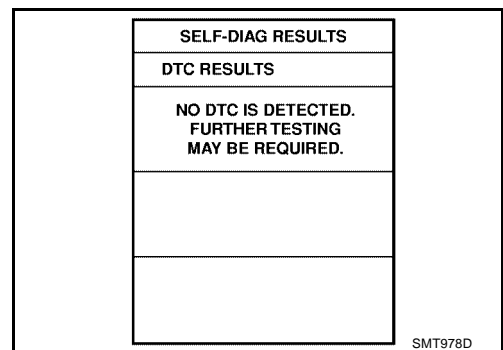 SELF-DIAG RESULTS
DTC RESULTS
NO DTC IS DETECTED.
FURTHER TESTING
MAY BE REQUIRED.
SMT978D